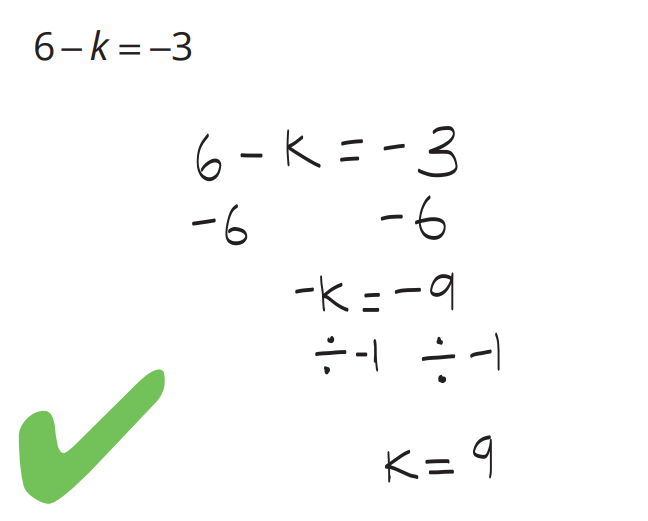 6 – k = –3
6 - K = - 3
-6 -6
-K = -9
÷ -1 ÷ -1
K = 9